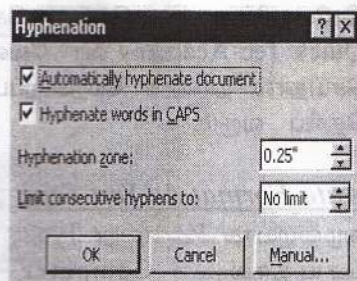 Hyphenation ? X
Automatically hyphenate document
Hyphenate words in CAPS
Hyphenation zone: 0.25"
Limit consecutive hyphens to: No limit
OK Cancel Manual...